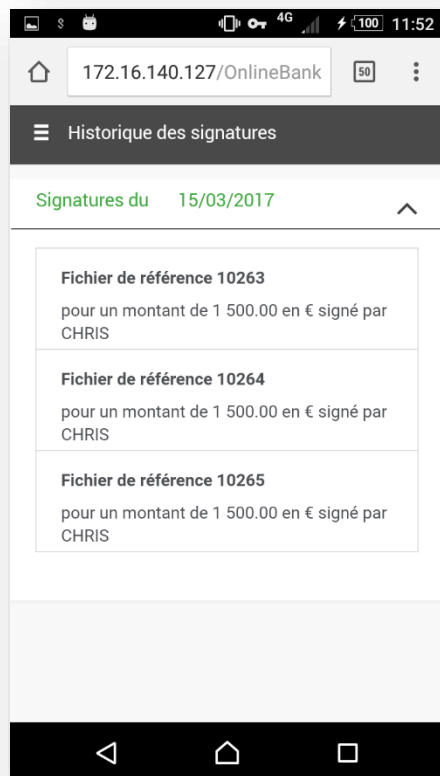 4G 100 11:52
172.16.140.127/OnlineBank 50
Historique des signatures
Signatures du 15/03/2017
Fichier de référence 10263
pour un montant de 1 500.00 en € signé par
CHRIS
Fichier de référence 10264
pour un montant de 1 500.00 en € signé par
CHRIS
Fichier de référence 10265
pour un montant de 1 500.00 en € signé par
CHRIS